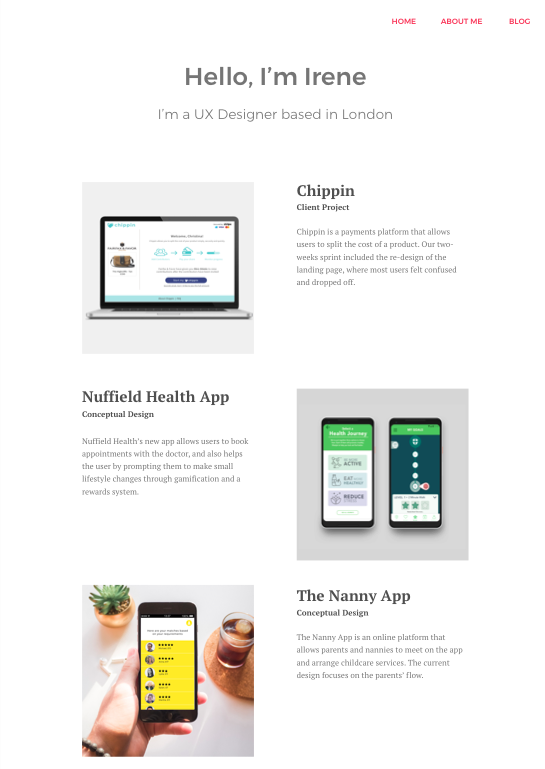 HOME ABOUT ME BLOG
Hello, I’m Irene
I’m a UX Designer based in London
chippin
Chippin
Client Project
Chippin is a payments platform that allows
users to split the cost of a product. Our two-
weeks sprint included the re-design of the
landing page, where most users felt confused
and dropped off.
Nuffield Health App
Conceptual Design
Nuffield Health’s new app allows users to book
appointments with the doctor, and also helps
the user by prompting them to make small
lifestyle changes through gamification and a
rewards system.
Health Journey
ACTIVE
EAT
REDUCE
The Nanny App
Conceptual Design
The Nanny App is an online platform that
allows parents and nannies to meet on the app
and arrange childcare services. The current
design focuses on the parents’ flow.